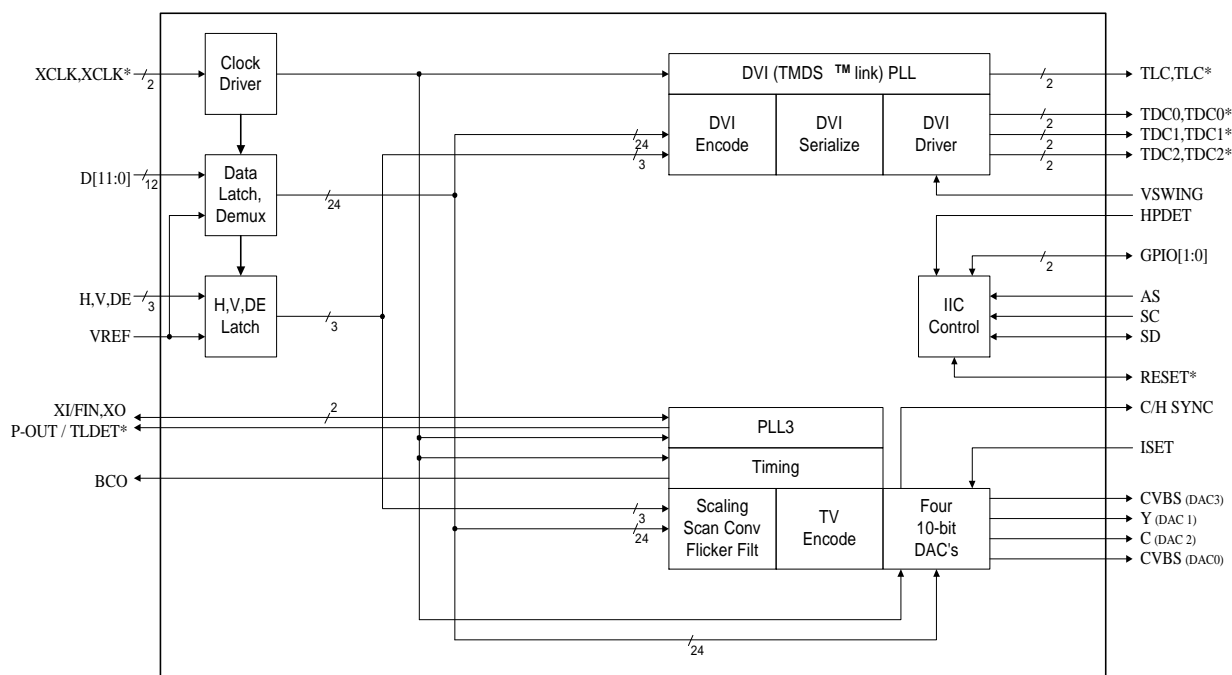 XCLK,XCLK*
2
Clock
Driver
DVI (TMDS ™ link) PLL
2
TLC,TLC*
DVI
Encode
DVI
Serialize
DVI
Driver
2
TDC0,TDC0*
2
TDC1,TDC1*
2
TDC2,TDC2*
24
3
D[11:0]
12
Data
Latch,
Demux
24
VSWING
HPDET
2
GPIO[1:0]
H,V,DE
3
H,V,DE
Latch
3
VREF
IIC
Control
AS
SC
SD
RESET*
XI/FIN,XO
2
P-OUT / TLDET*
PLL3
C/H SYNC
BCO
Timing
ISET
3
24
Scaling
Scan Conv
Flicker Filt
TV
Encode
Four
10-bit
DAC's
CVBS (DAC3)
Y (DAC 1)
C (DAC 2)
CVBS (DAC0)
24